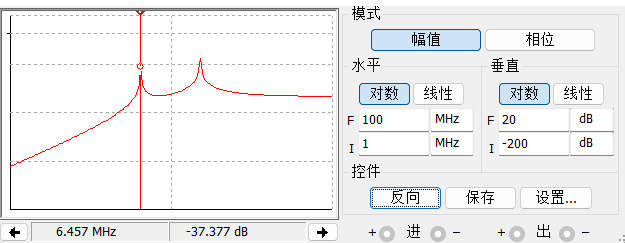 模式
幅值 相位
水平 垂直
对数 线性 对数 线性
F 100 MHz F 20 dB
I 1 MHz I -200 dB
控件
反向 保存 设置...
6.457 MHz -37.377 dB
+ 进 − + 出 −